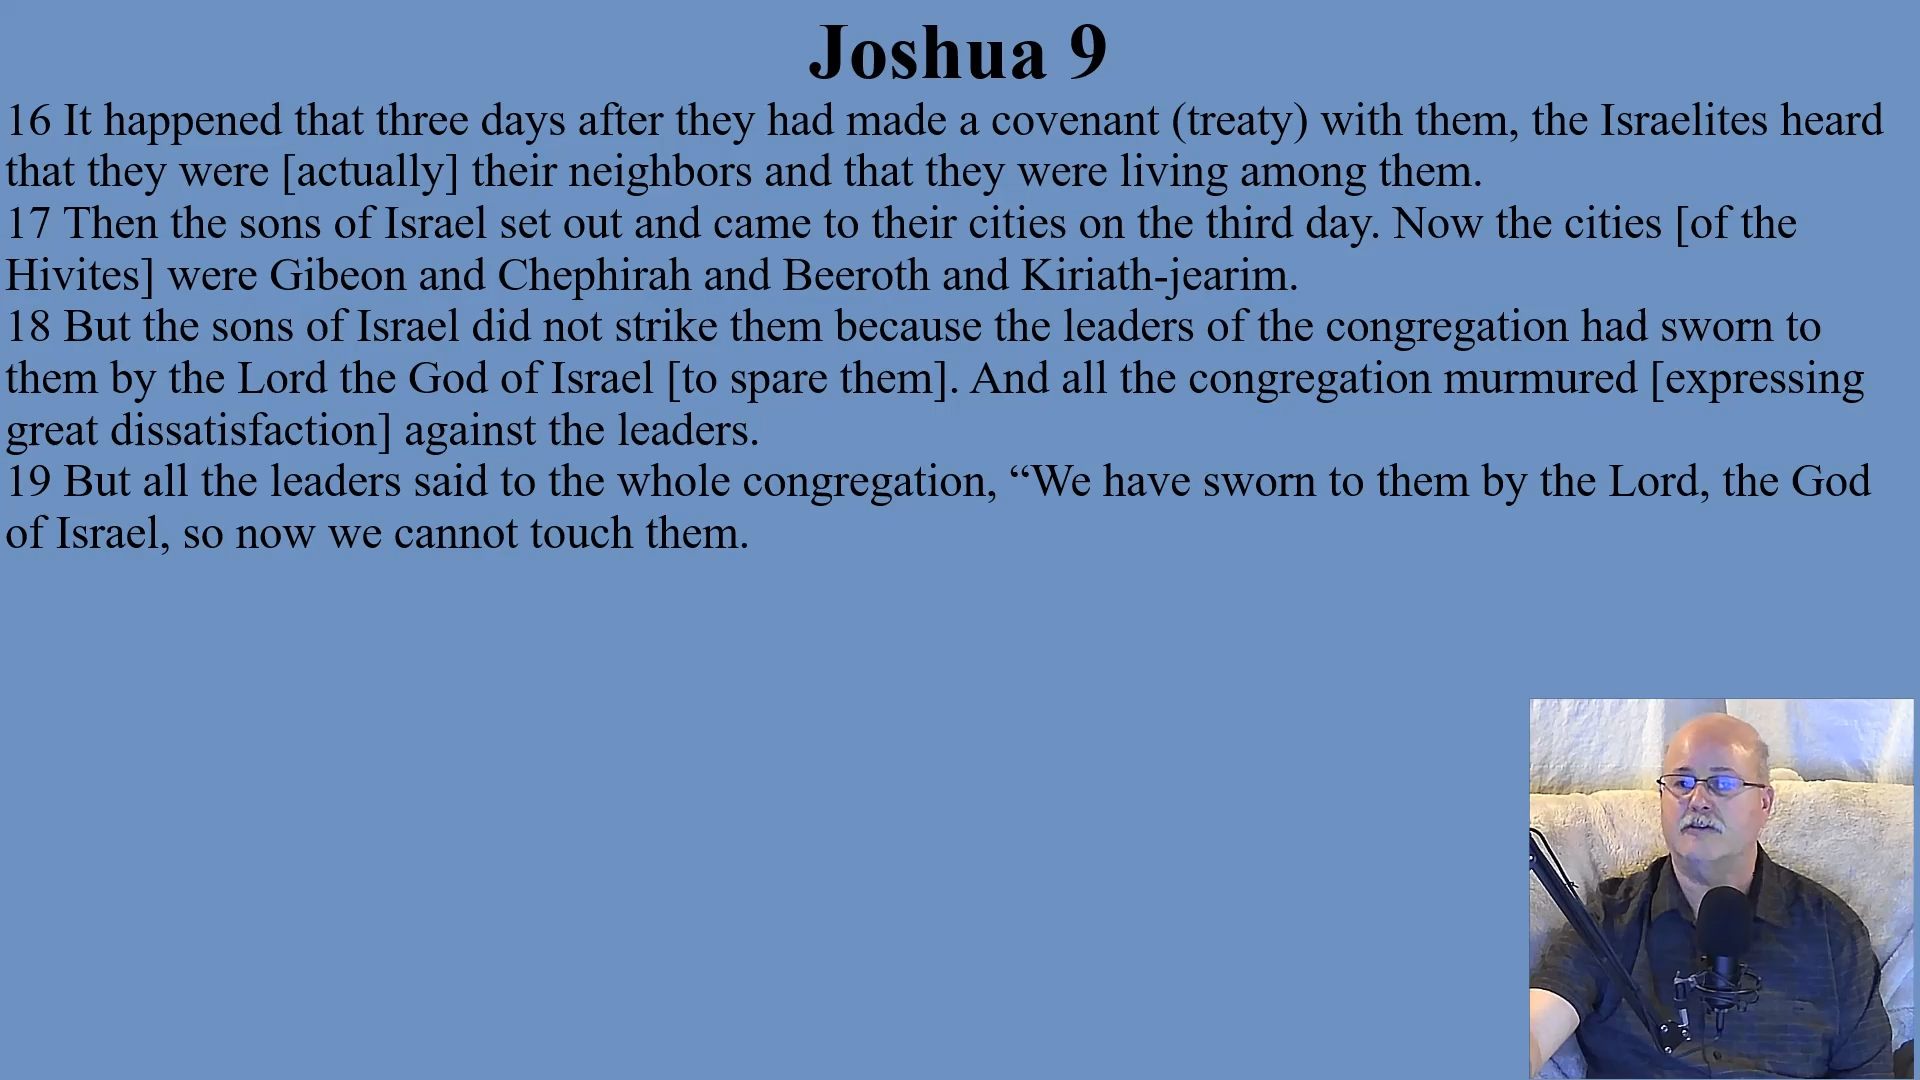 Joshua 9
16 It happened that three days after they had made a covenant (treaty) with them, the Israelites heard
that they were [actually] their neighbors and that they were living among them.
17 Then the sons of Israel set out and came to their cities on the third day. Now the cities [of the
Hivites] were Gibeon and Chephirah and Beeroth and Kiriath-jearim.
18 But the sons of Israel did not strike them because the leaders of the congregation had sworn to
them by the Lord the God of Israel [to spare them]. And all the congregation murmured [expressing
great dissatisfaction] against the leaders.
19 But all the leaders said to the whole congregation, “We have sworn to them by the Lord, the God
of Israel, so now we cannot touch them.